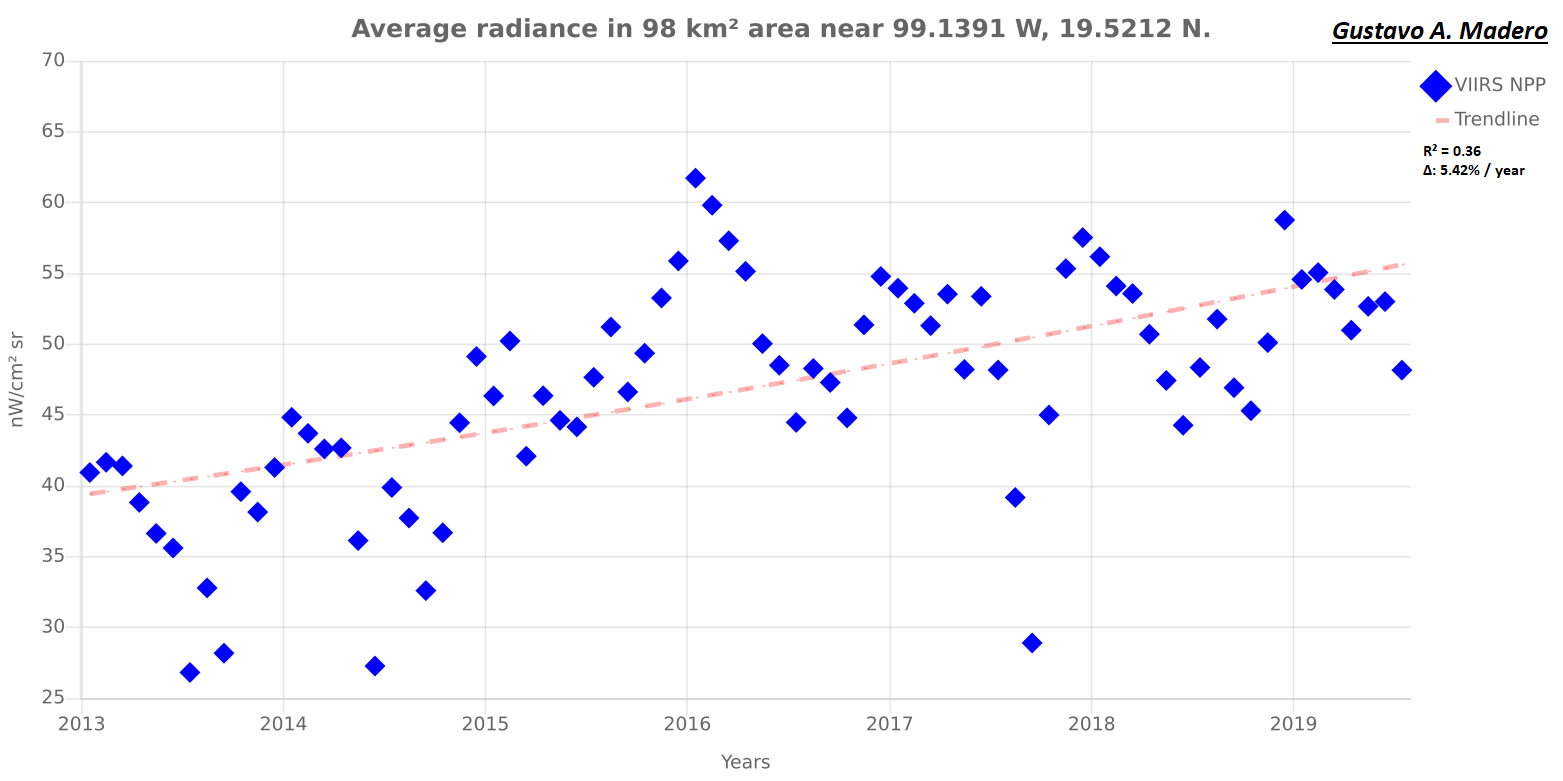 Average radiance in 98 km² area near 99.1391 W, 19.5212 N.
Gustavo A. Madero
VIIRS NPP
Trendline
R² = 0.36
Δ: 5.42% / year
70
65
60
55
50
45
40
35
30
25
nW/cm² sr
2013 2014 2015 2016 2017 2018 2019
Years